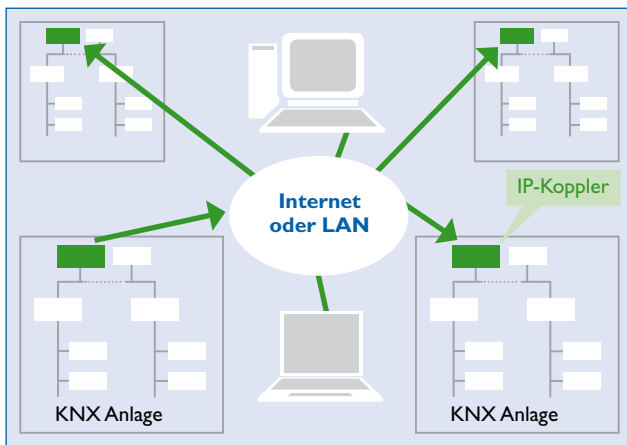 IP-Koppler
Internet
oder LAN
KNX Anlage
KNX Anlage